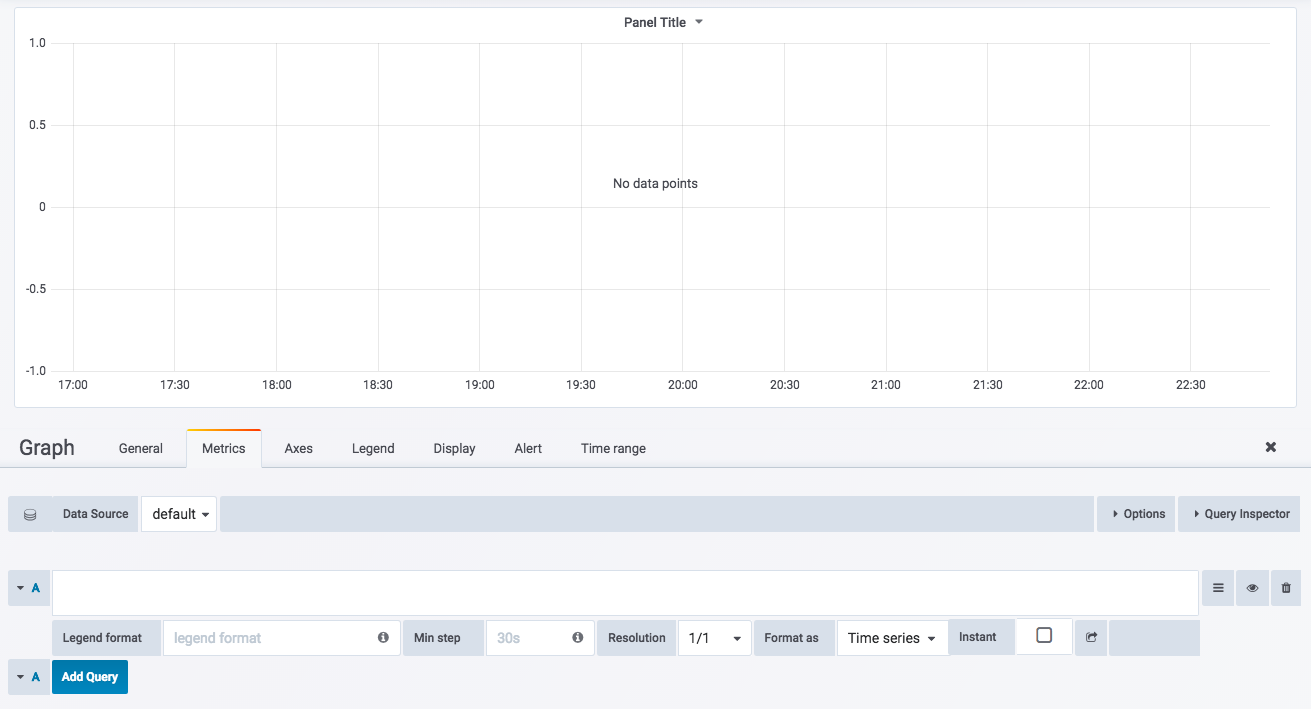 Panel Title
1.0
0.5
0
-0.5
-1.0
No data points
17:00 17:30 18:00 18:30 19:00 19:30 20:00 20:30 21:00 21:30 22:00 22:30
Graph General Metrics Axes Legend Display Alert Time range
Data Source default Options Query Inspector
A
Legend format legend format Min step 30s Resolution 1/1 Format as Time series Instant
A Add Query